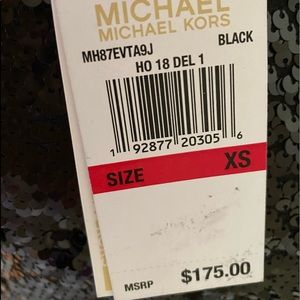 MICHAEL
MICHAEL KORS
MH87EVTA9J BLACK
HO 18 DEL 1
1 92877 20305 6
SIZE XS
MSRP $175.00